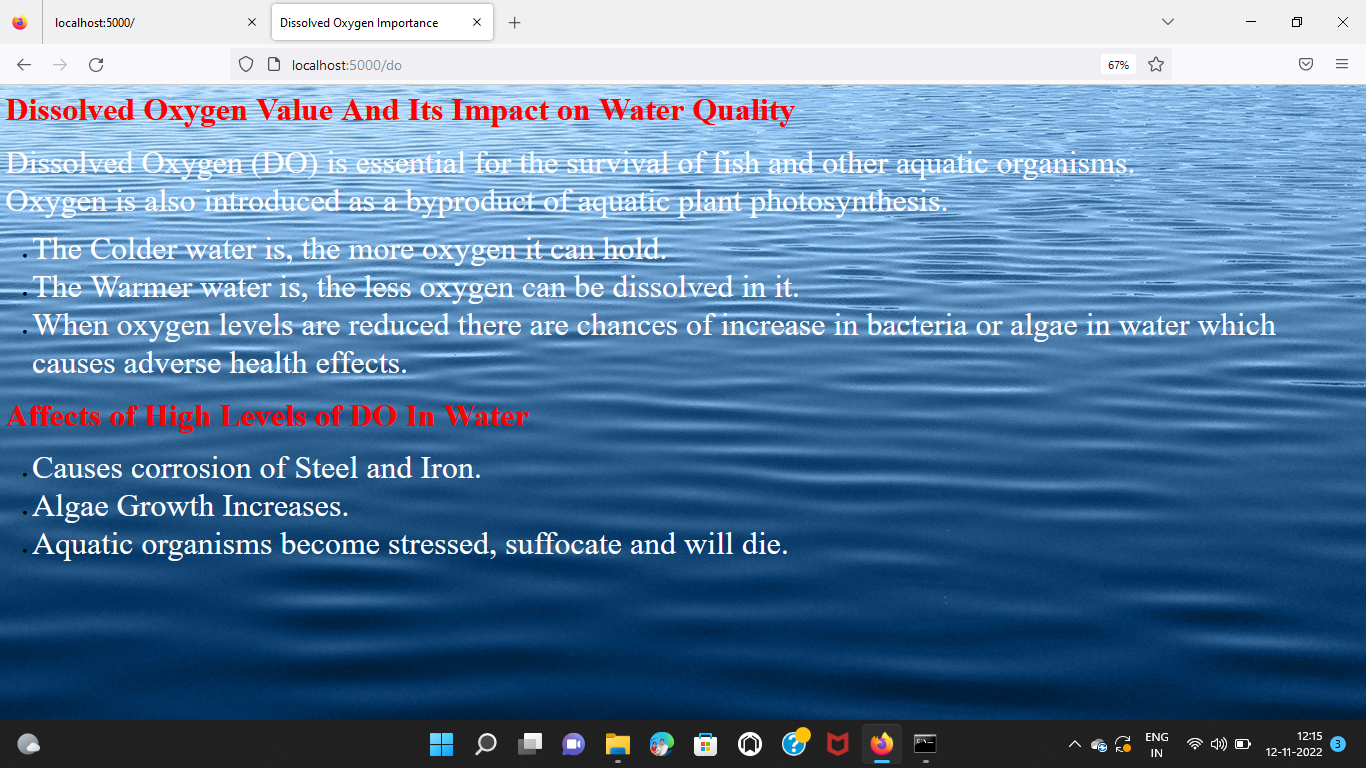 localhost:5000/
Dissolved Oxygen Importance
localhost:5000/do
67%
Dissolved Oxygen Value And Its Impact on Water Quality
Dissolved Oxygen (DO) is essential for the survival of fish and other aquatic organisms.
Oxygen is also introduced as a byproduct of aquatic plant photosynthesis.
The Colder water is, the more oxygen it can hold.
The Warmer water is, the less oxygen can be dissolved in it.
When oxygen levels are reduced there are chances of increase in bacteria or algae in water which
causes adverse health effects.
Affects of High Levels of DO In Water
Causes corrosion of Steel and Iron.
Algae Growth Increases.
Aquatic organisms become stressed, suffocate and will die.
ENG
IN
12:15
12-11-2022
3